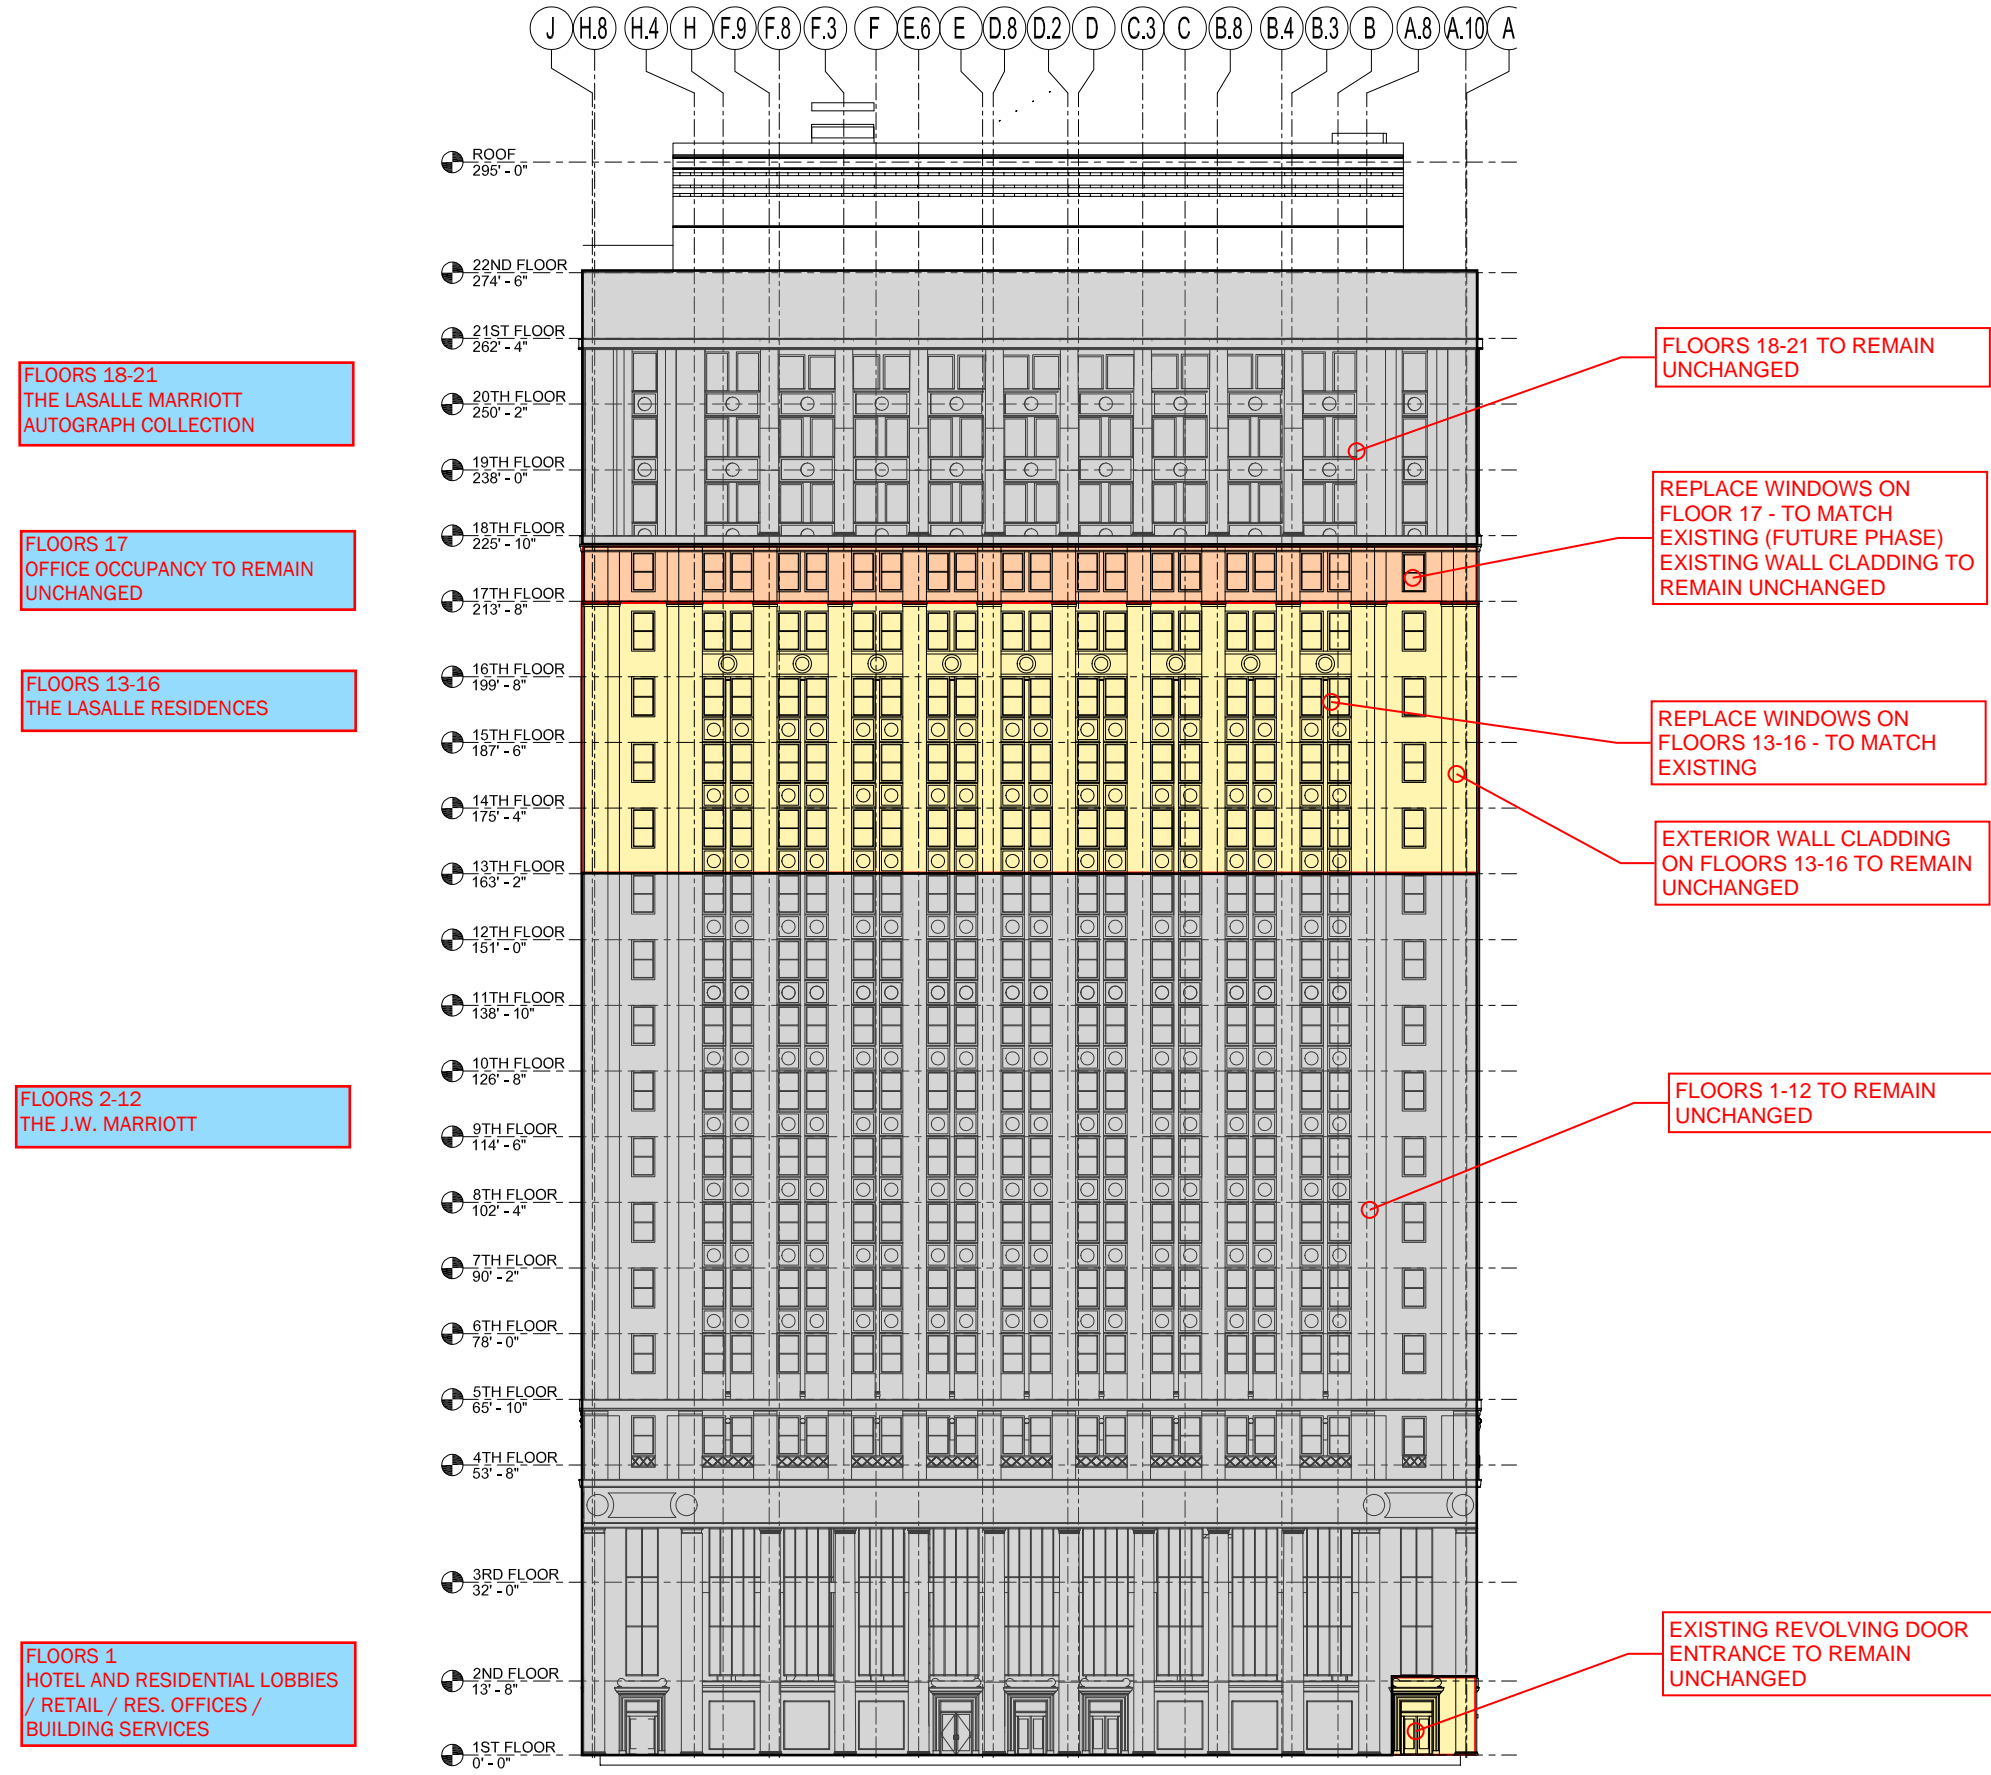 J H.8 H.4 H F.9 F.8 F.3 F E.6 E D.8 D.2 D C.3 C B.8 B.4 B.3 B A.8 A.10 A
ROOF
295' - 0"
22ND FLOOR
274' - 6"
21ST FLOOR
262' - 4"
20TH FLOOR
250' - 2"
19TH FLOOR
238' - 0"
18TH FLOOR
225' - 10"
17TH FLOOR
213' - 8"
16TH FLOOR
199' - 8"
15TH FLOOR
187' - 6"
14TH FLOOR
175' - 4"
13TH FLOOR
163' - 2"
12TH FLOOR
151' - 0"
11TH FLOOR
138' - 10"
10TH FLOOR
126' - 8"
9TH FLOOR
114' - 6"
8TH FLOOR
102' - 4"
7TH FLOOR
90' - 2"
6TH FLOOR
78' - 0"
5TH FLOOR
65' - 10"
4TH FLOOR
53' - 8"
3RD FLOOR
32' - 0"
2ND FLOOR
13' - 8"
1ST FLOOR
0' - 0"
FLOORS 18-21
THE LASALLE MARRIOTT
AUTOGRAPH COLLECTION
FLOORS 17
OFFICE OCCUPANCY TO REMAIN
UNCHANGED
FLOORS 13-16
THE LASALLE RESIDENCES
FLOORS 2-12
THE J.W. MARRIOTT
FLOORS 1
HOTEL AND RESIDENTIAL LOBBIES
/ RETAIL / RES. OFFICES /
BUILDING SERVICES
FLOORS 18-21 TO REMAIN
UNCHANGED
REPLACE WINDOWS ON
FLOOR 17 - TO MATCH
EXISTING (FUTURE PHASE)
EXISTING WALL CLADDING TO
REMAIN UNCHANGED
REPLACE WINDOWS ON
FLOORS 13-16 - TO MATCH
EXISTING
EXTERIOR WALL CLADDING
ON FLOORS 13-16 TO REMAIN
UNCHANGED
FLOORS 1-12 TO REMAIN
UNCHANGED
EXISTING REVOLVING DOOR
ENTRANCE TO REMAIN
UNCHANGED